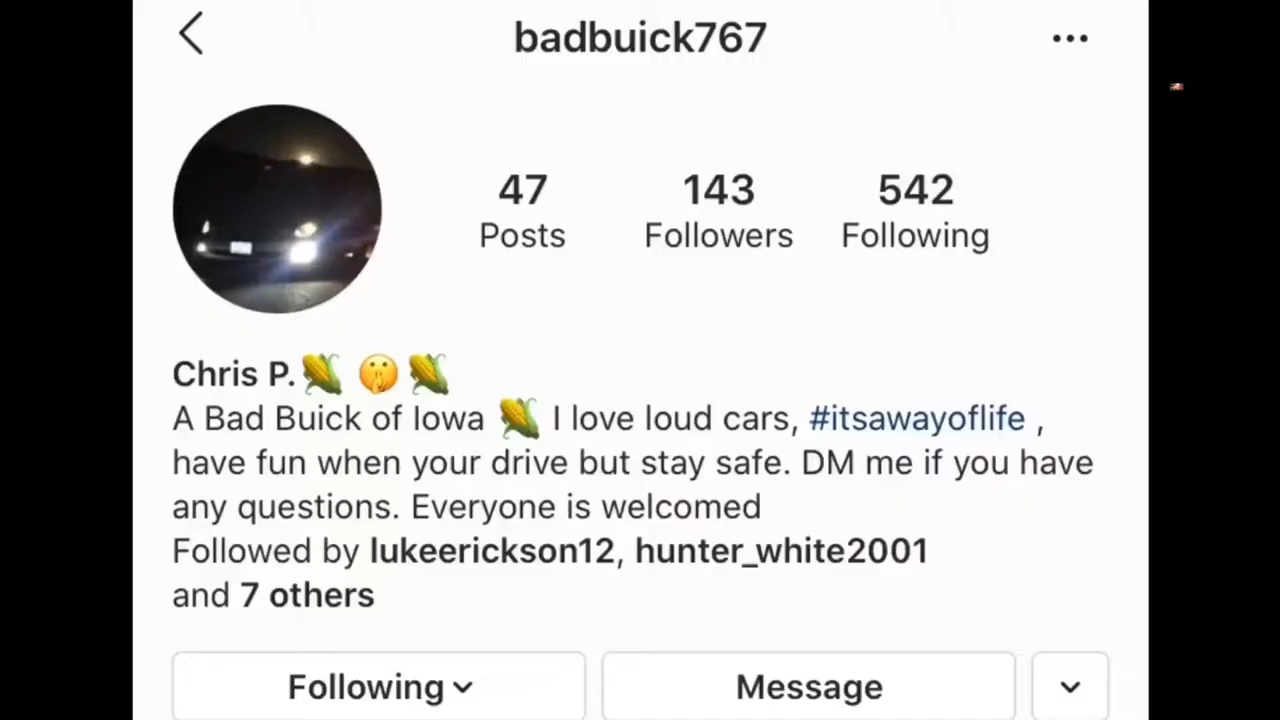 badbuick767
47 143 542
Posts Followers Following
Chris P.🌽 🤫 🌽
A Bad Buick of Iowa 🌽 I love loud cars, #itsawayoflife ,
have fun when your drive but stay safe. DM me if you have
any questions. Everyone is welcomed
Followed by lukeerickson12, hunter_white2001
and 7 others
Following Message